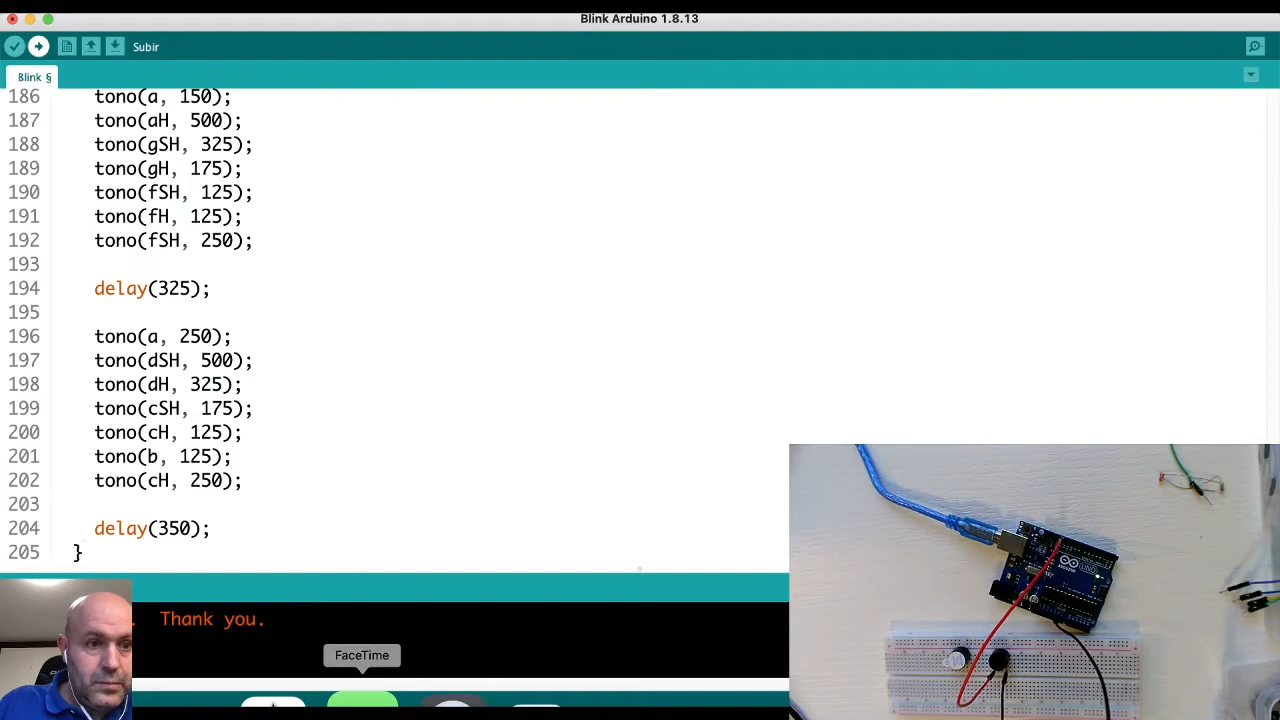 Blink Arduino 1.8.13
Subir
Blink §
186 tono(a, 150);
187 tono(aH, 500);
188 tono(gSH, 325);
189 tono(gH, 175);
190 tono(fSH, 125);
191 tono(fH, 125);
192 tono(fSH, 250);
193
194 delay(325);
195
196 tono(a, 250);
197 tono(dSH, 500);
198 tono(dH, 325);
199 tono(cSH, 175);
200 tono(cH, 125);
201 tono(b, 125);
202 tono(cH, 250);
203
204 delay(350);
205 }
. Thank you.
FaceTime
UNO